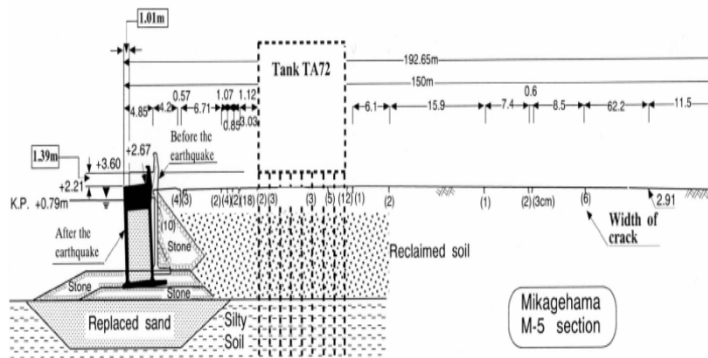 1.01m
192.65m
Tank TA72
150m
0.57 1.07 1.12 0.6
4.85 4.2 6.71 0.85 3.03 6.1 15.9 7.4 8.5 62.2 11.5
Before the
earthquake
+2.67
+3.60
1.39m
+2.21
K.P. +0.79m
(4) (3) (2) (4) (2) (18) (2) (3) (3) (5) (12) (1) (2) (1) (2) (3cm) (6) 2.91
Width of
crack
(10)
After the
earthquake
Stone
Reclaimed soil
Stone
Stone
Replaced sand
Silty
Soil
Mikagehama
M-5 section